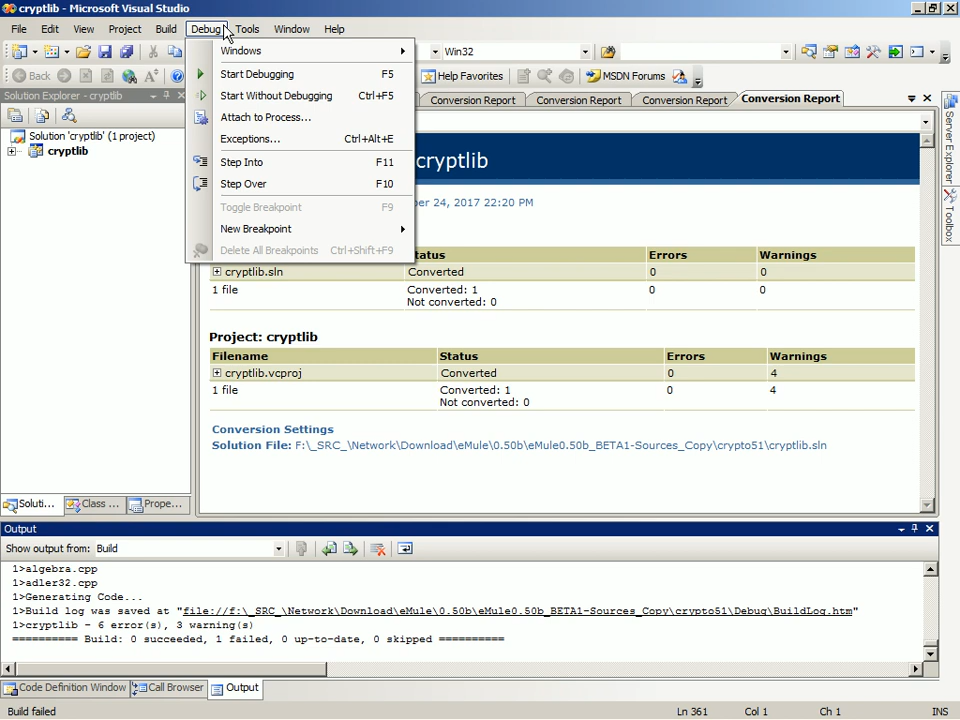 cryptlib - Microsoft Visual Studio
File Edit View Project Build Debug Tools Window Help
Win32
Back
Help Favorites
MSDN Forums
Windows
Start Debugging F5
Start Without Debugging Ctrl+F5
Attach to Process...
Exceptions... Ctrl+Alt+E
Step Into F11
Step Over F10
Toggle Breakpoint F9
New Breakpoint
Delete All Breakpoints Ctrl+Shift+F9
Solution Explorer - cryptlib
Solution 'cryptlib' (1 project)
cryptlib
Soluti... Class ... Prope...
Conversion Report Conversion Report Conversion Report Conversion Report
cryptlib
er 24, 2017 22:20 PM
tatus Errors Warnings
cryptlib.sln Converted 0 0
1 file Converted: 1 0 0
Not converted: 0
Project: cryptlib
Filename Status Errors Warnings
cryptlib.vcproj Converted 0 4
1 file Converted: 1 0 4
Not converted: 0
Conversion Settings
Solution File: F:\_SRC_\Network\Download\eMule\0.50b\eMule0.50b_BETA1-Sources_Copy\crypto51\cryptlib.sln
Server Explorer
Toolbox
Output
Show output from: Build
1>algebra.cpp
1>adler32.cpp
1>Generating Code...
1>Build log was saved at "file://f:\_SRC_\Network\Download\eMule\0.50b\eMule0.50b_BETA1-Sources_Copy\crypto51\Debug\BuildLog.htm"
1>cryptlib - 6 error(s), 3 warning(s)
========== Build: 0 succeeded, 1 failed, 0 up-to-date, 0 skipped ==========
Code Definition Window Call Browser Output
Build failed Ln 361 Col 1 Ch 1 INS